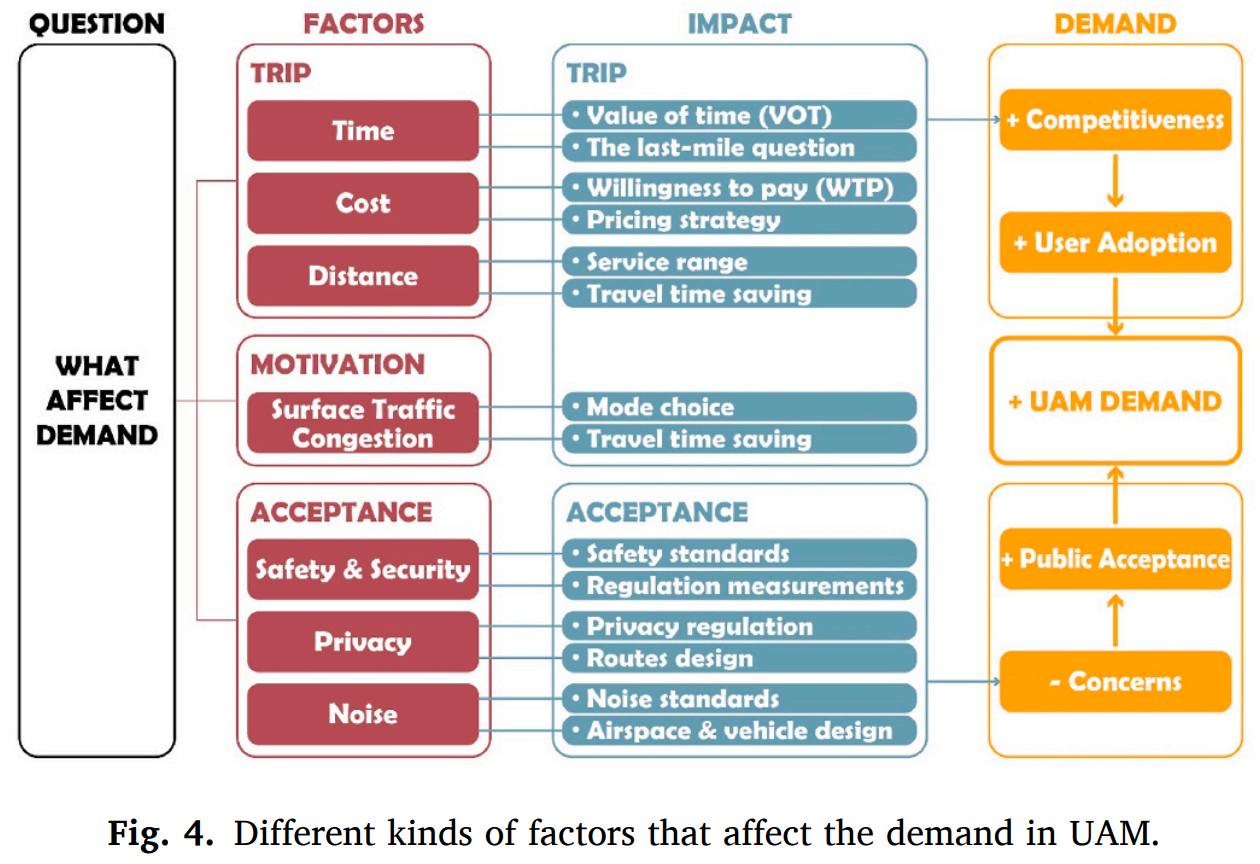 QUESTION
FACTORS
IMPACT
DEMAND
WHAT
AFFECT
DEMAND
TRIP
Time
Cost
Distance
MOTIVATION
Surface Traffic
Congestion
ACCEPTANCE
Safety & Security
Privacy
Noise
TRIP
• Value of time (VOT)
• The last-mile question
• Willingness to pay (WTP)
• Pricing strategy
• Service range
• Travel time saving
• Mode choice
• Travel time saving
ACCEPTANCE
• Safety standards
• Regulation measurements
• Privacy regulation
• Routes design
• Noise standards
• Airspace & vehicle design
+ Competitiveness
+ User Adoption
+ UAM DEMAND
+ Public Acceptance
- Concerns
Fig. 4. Different kinds of factors that affect the demand in UAM.